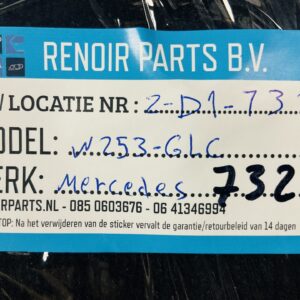 RENOIR PARTS B.V.
LOCATIE NR : 2-D1-73
ODEL: W253-GLC
ERK: Mercedes 732
RPARTS.NL - 085 0603676 - 06 41346994
TOP: Na het verwijderen van de sticker vervalt de garantie/retourbeleid van 14 dagen